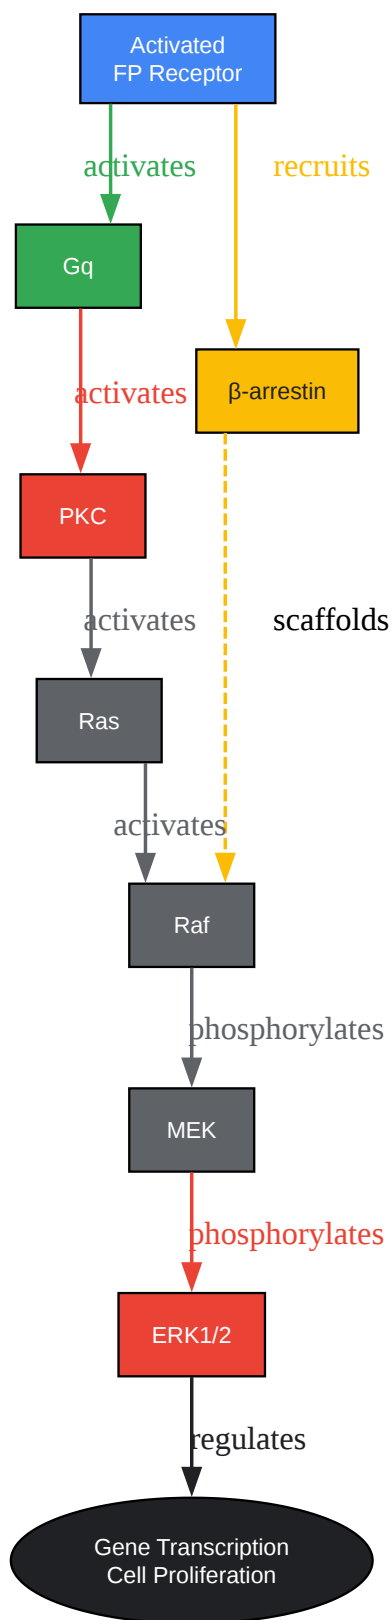 Activated
FP Receptor
activates
recruits
Gq
activates
β-arrestin
PKC
activates
scaffolds
Ras
activates
Raf
phosphorylates
MEK
phosphorylates
ERK1/2
regulates
Gene Transcription
Cell Proliferation